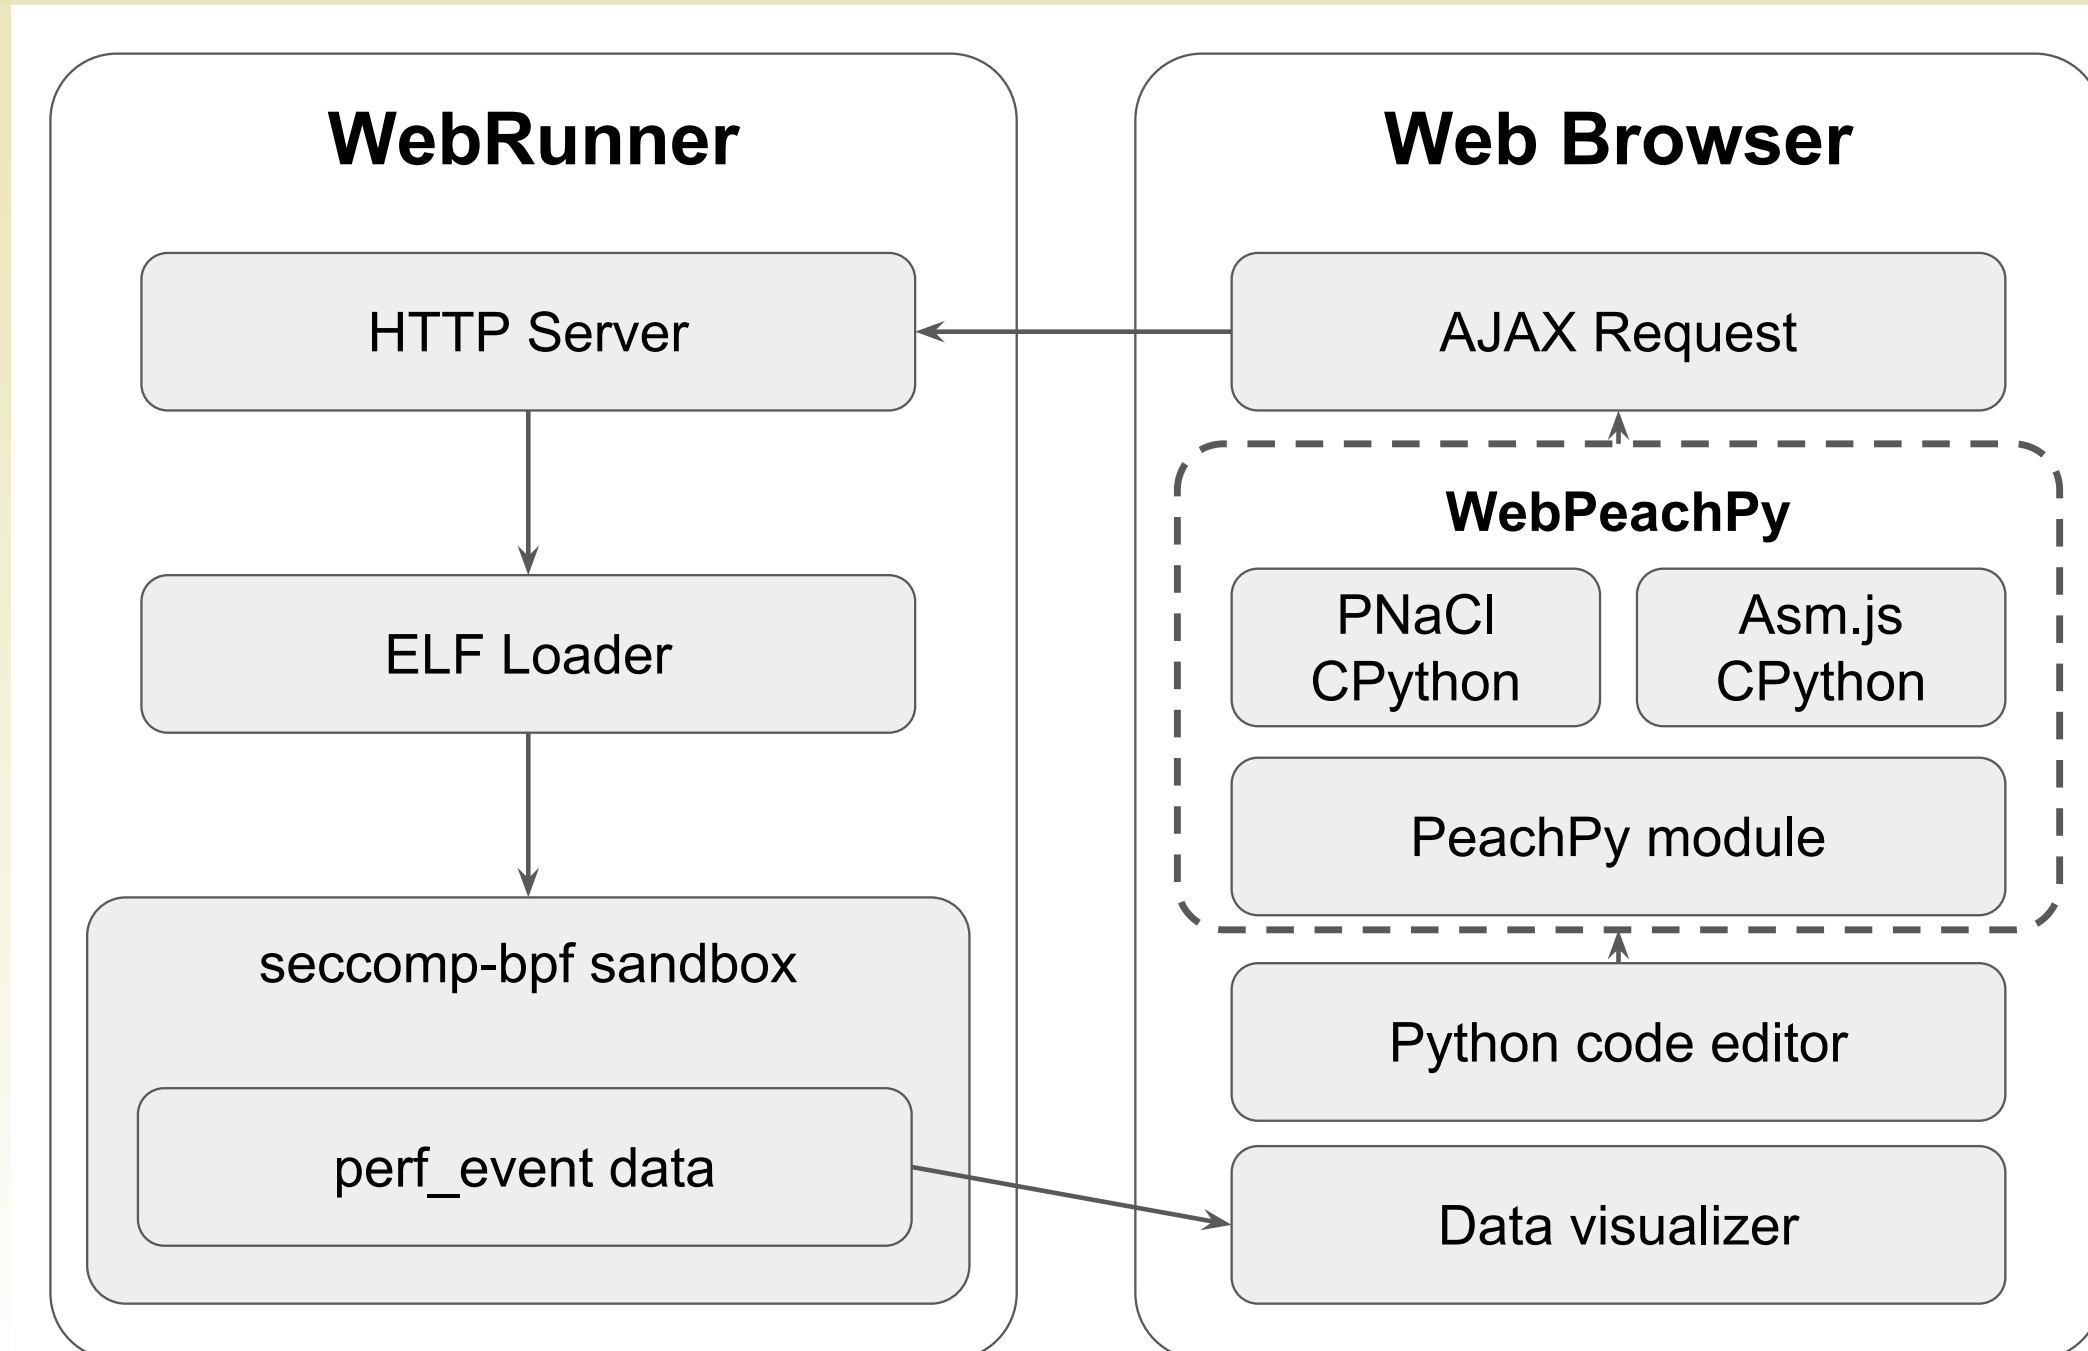 WebRunner
HTTP Server
ELF Loader
seccomp-bpf sandbox
perf_event data
Web Browser
AJAX Request
WebPeachPy
PNaCl
CPython
Asm.js
CPython
PeachPy module
Python code editor
Data visualizer